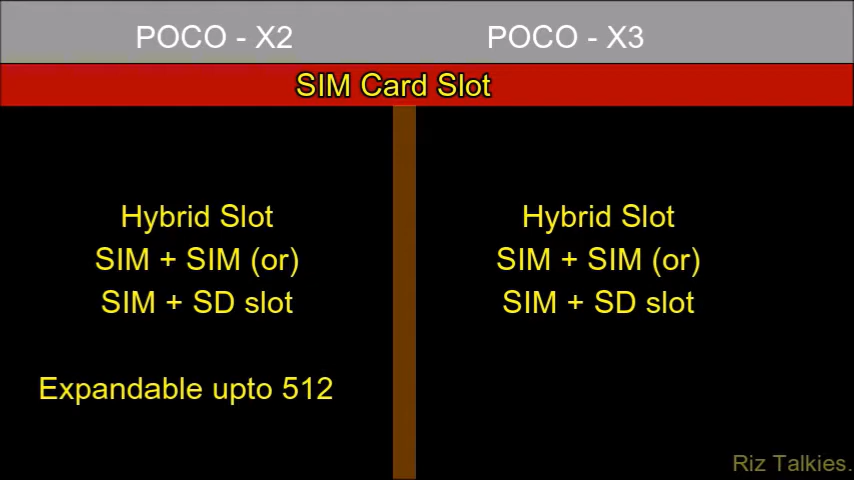 POCO - X2
POCO - X3
SIM Card Slot
Hybrid Slot
SIM + SIM (or)
SIM + SD slot
Expandable upto 512
Hybrid Slot
SIM + SIM (or)
SIM + SD slot
Riz Talkies.